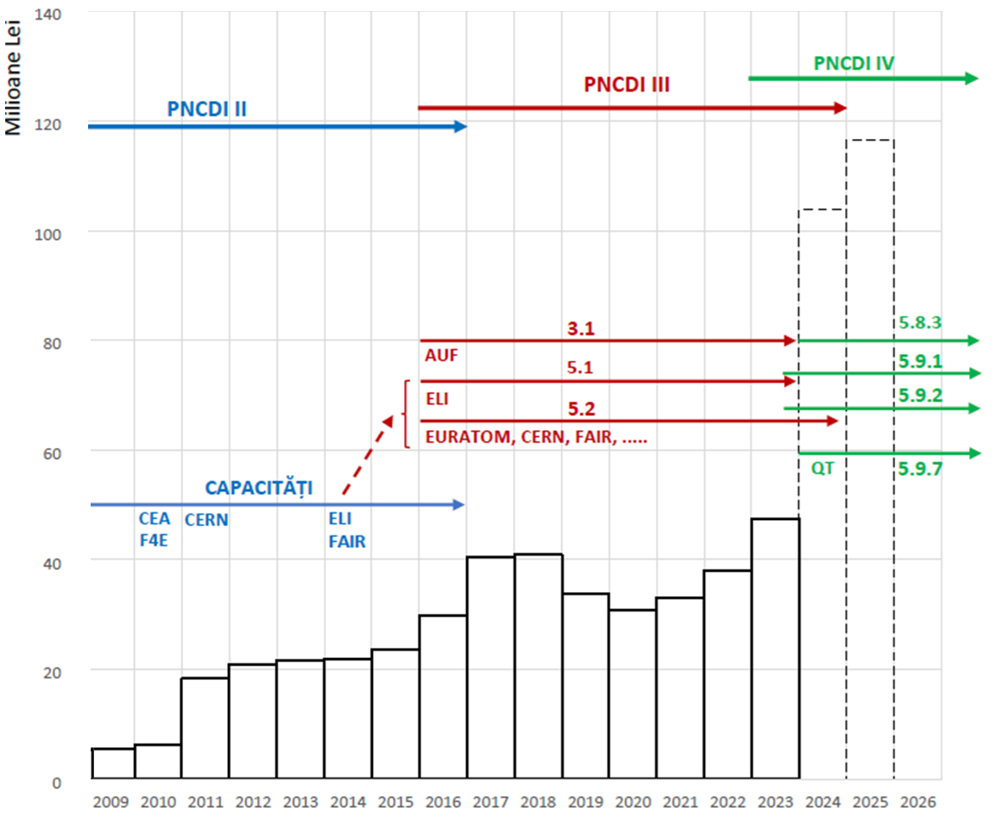 Milioane Lei
140
PNCDI IV
PNCDI III
PNCDI II
120
100
80
3.1
5.8.3
AUF
5.1
5.9.1
ELI
5.2
5.9.2
EURATOM, CERN, FAIR, .....
60
QT
5.9.7
CAPACITĂȚI
CEA
F4E
CERN
ELI
FAIR
40
20
0
2009 2010 2011 2012 2013 2014 2015 2016 2017 2018 2019 2020 2021 2022 2023 2024 2025 2026